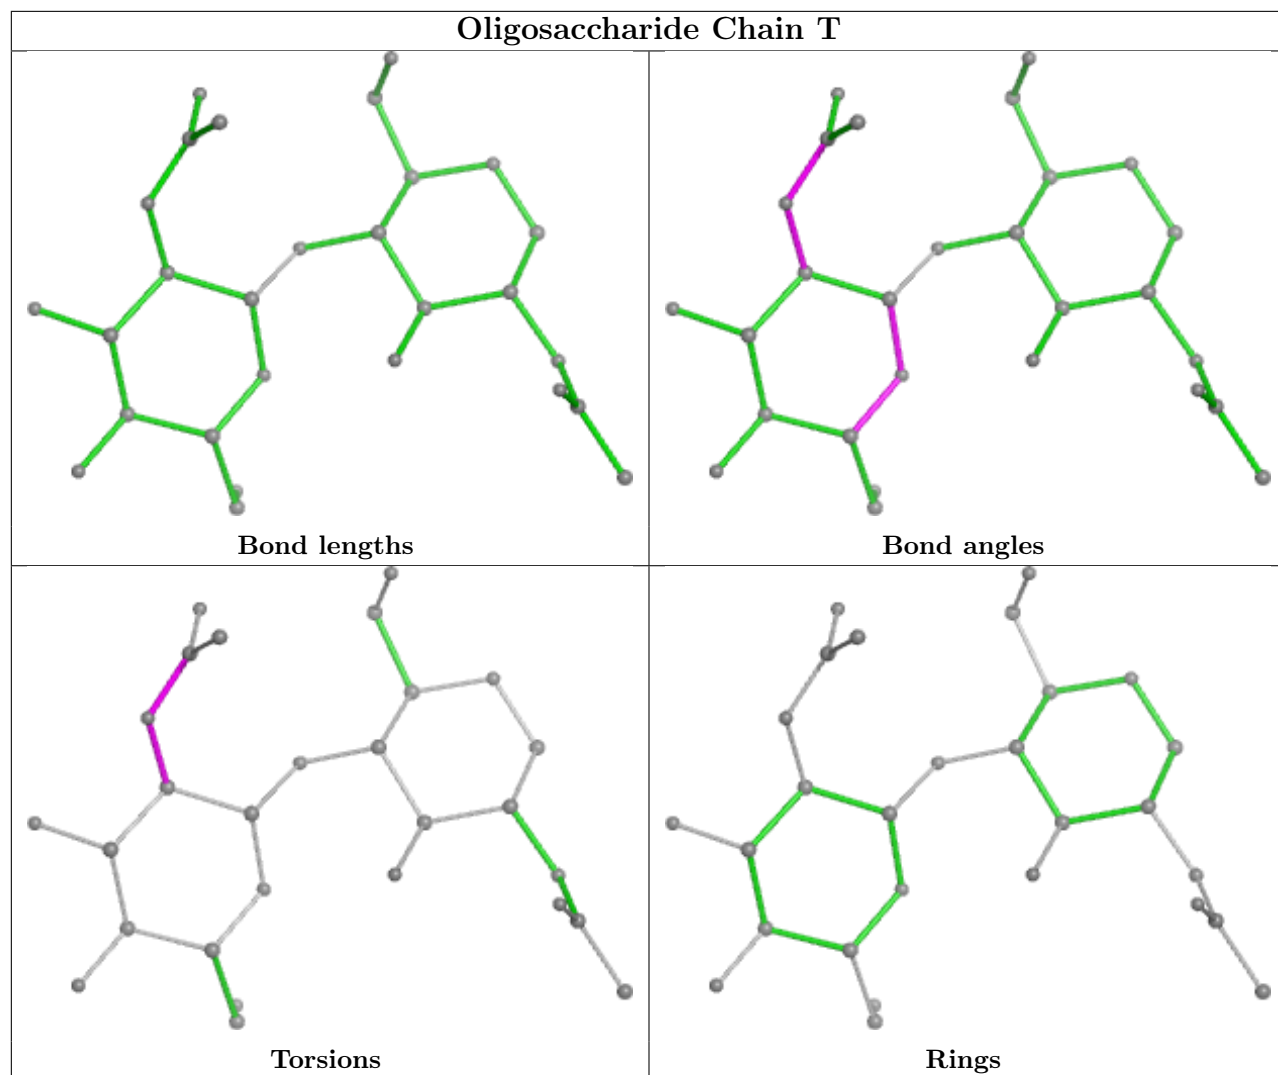 Oligosaccharide Chain T
Bond lengths
Bond angles
Torsions
Rings